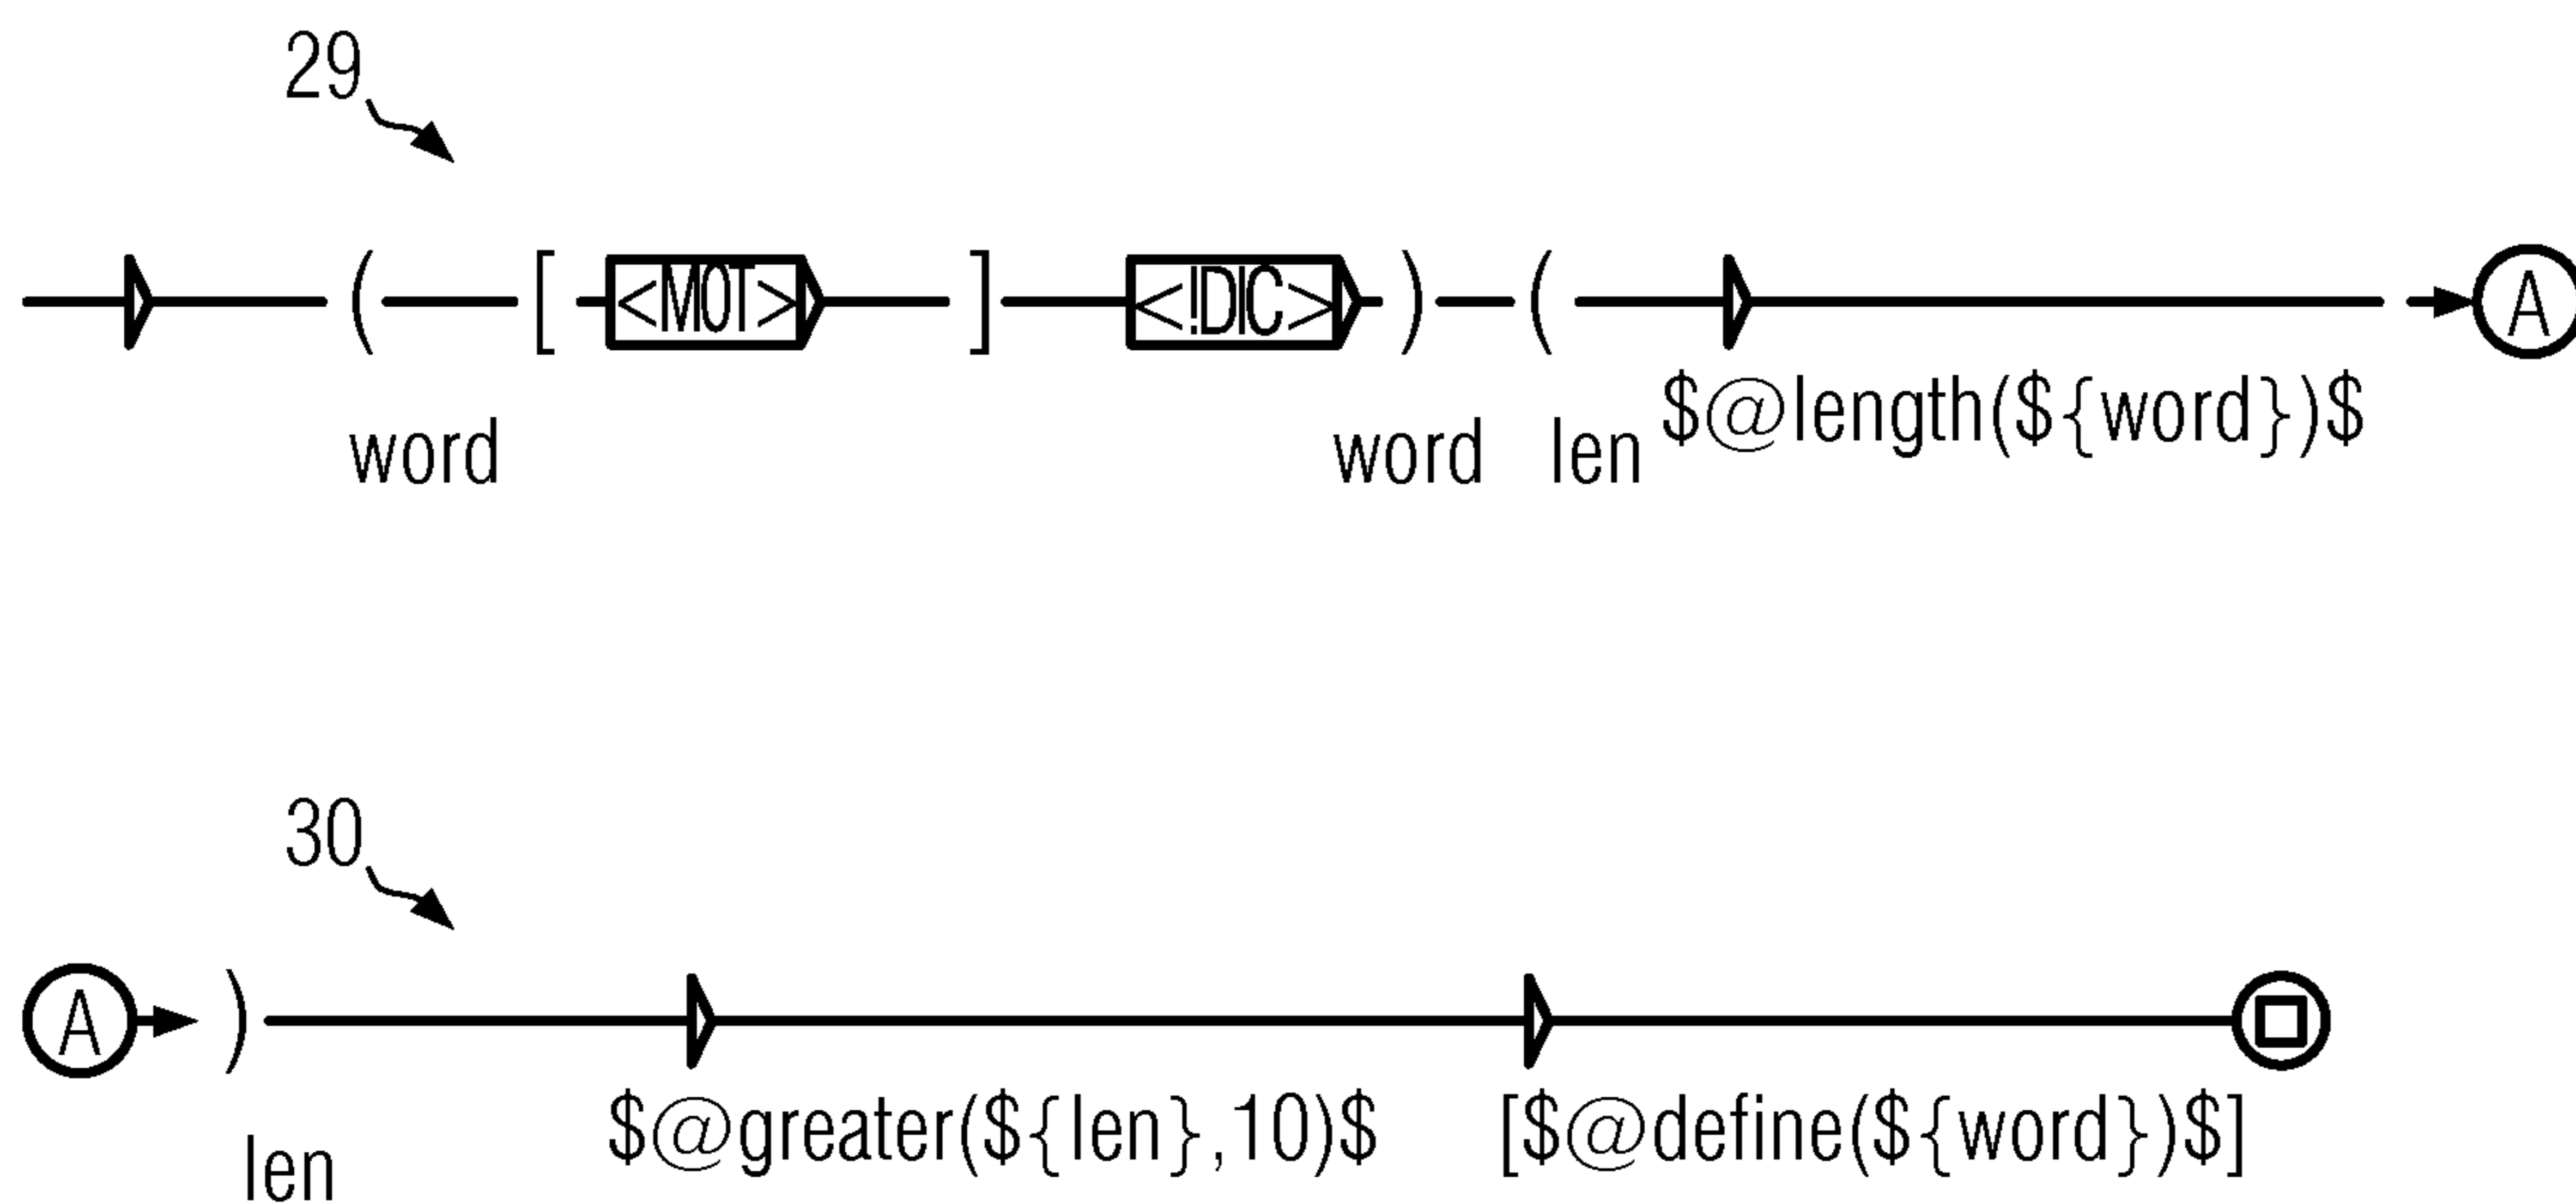 29
( [ <MOT> ] <!DIC> ) ( A
word word len $@length(${word})$
30
A )
len $@greater(${len},10)$ [$@define(${word})$]